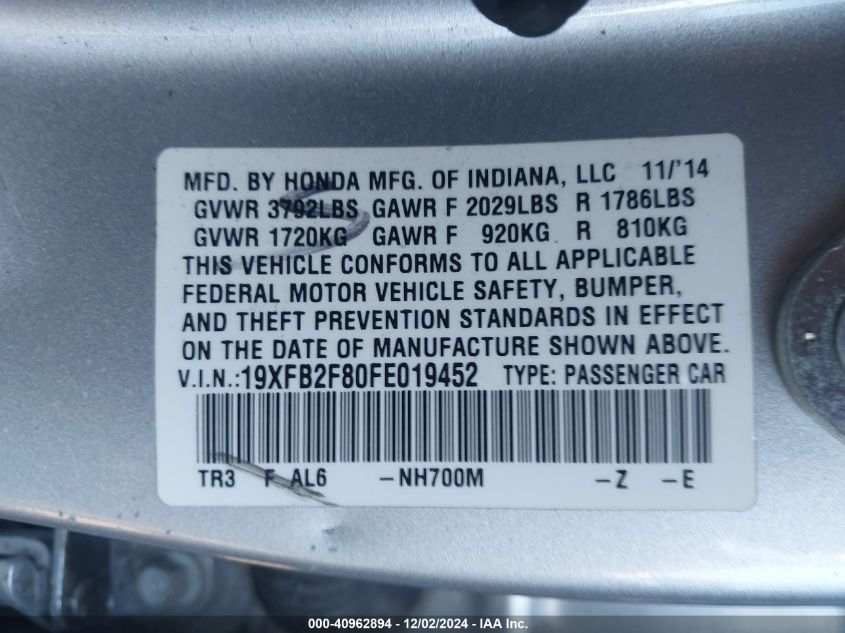 MFD. BY HONDA MFG. OF INDIANA, LLC 11/'14
GVWR 3792LBS GAWR F 2029LBS R 1786LBS
GVWR 1720KG GAWR F 920KG R 810KG
THIS VEHICLE CONFORMS TO ALL APPLICABLE
FEDERAL MOTOR VEHICLE SAFETY, BUMPER,
AND THEFT PREVENTION STANDARDS IN EFFECT
ON THE DATE OF MANUFACTURE SHOWN ABOVE.
V.I.N.:19XFB2F80FE019452 TYPE: PASSENGER CAR
TR3 F AL6 -NH700M -Z -E
000-40962894 - 12/02/2024 - IAA Inc.